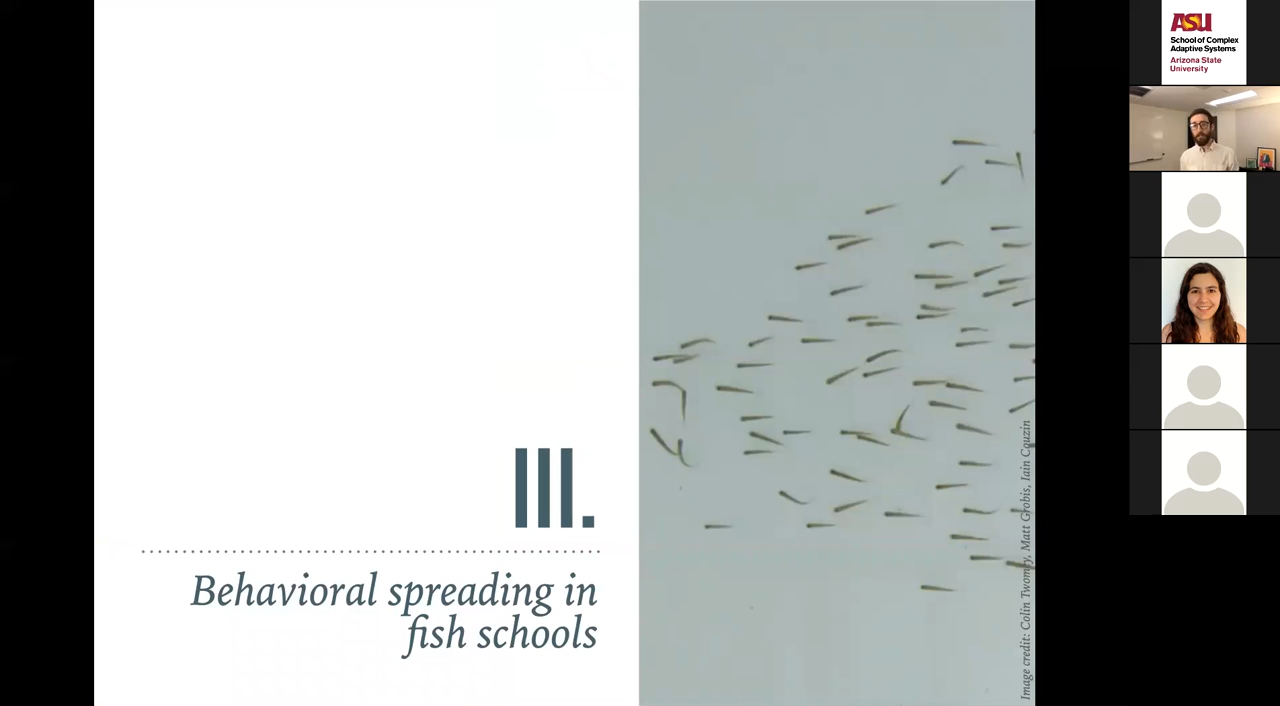 III.
Behavioral spreading in
fish schools
Image credit: Colin Twomey, Matt Grobis, Iain Couzin
ASU
School of Complex
Adaptive Systems
Arizona State
University